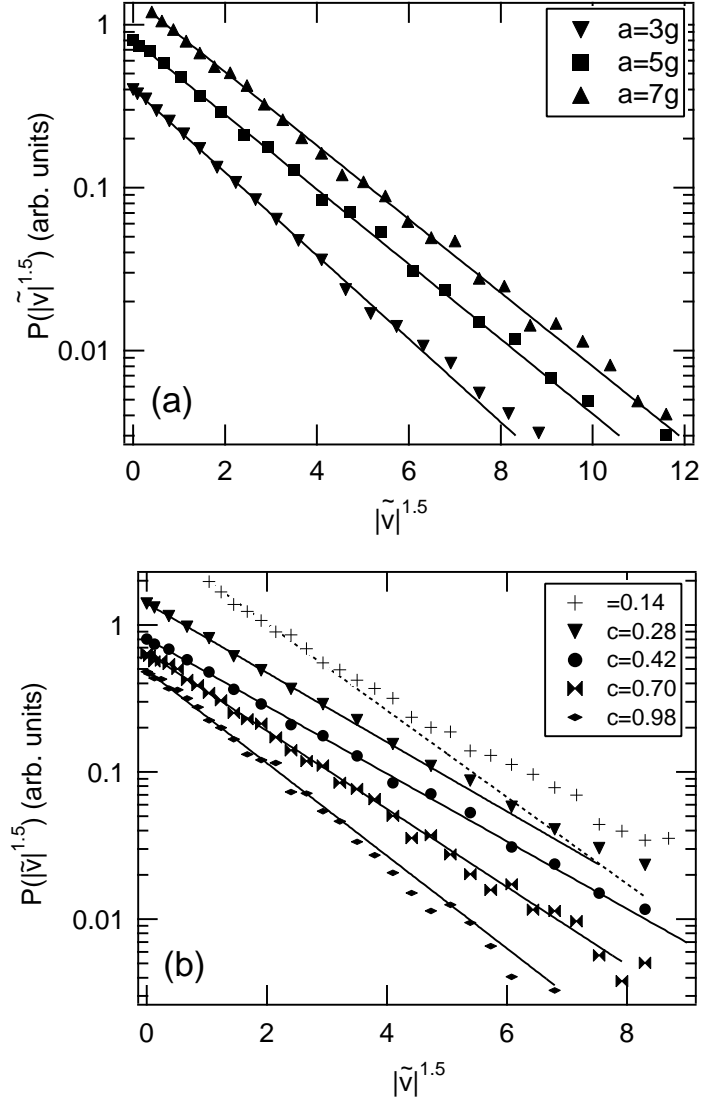 1
0.1
0.01
P(|ṽ|^1.5) (arb. units)
a=3g
a=5g
a=7g
(a)
0 2 4 6 8 10 12
|ṽ|^1.5
1
0.1
0.01
P(|ṽ|^1.5) (arb. units)
=0.14
c=0.28
c=0.42
c=0.70
c=0.98
(b)
0 2 4 6 8
|ṽ|^1.5